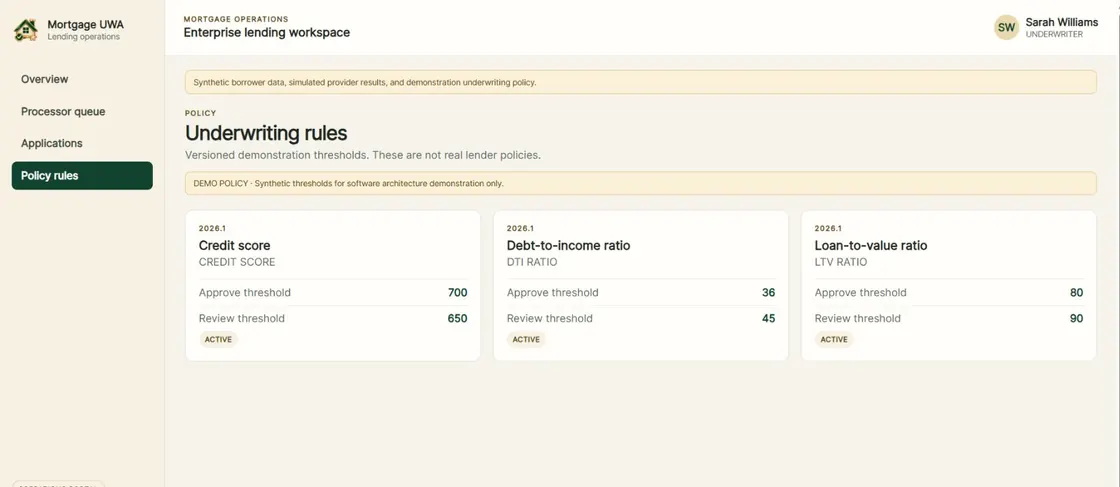 Mortgage UWA
Lending operations
Overview
Processor queue
Applications
Policy rules
MORTGAGE OPERATIONS
Enterprise lending workspace
SW
Sarah Williams
UNDERWRITER
Synthetic borrower data, simulated provider results, and demonstration underwriting policy.
POLICY
Underwriting rules
Versioned demonstration thresholds. These are not real lender policies.
DEMO POLICY · Synthetic thresholds for software architecture demonstration only.
2026.1
Credit score
CREDIT SCORE
Approve threshold 700
Review threshold 650
ACTIVE
2026.1
Debt-to-income ratio
DTI RATIO
Approve threshold 36
Review threshold 45
ACTIVE
2026.1
Loan-to-value ratio
LTV RATIO
Approve threshold 80
Review threshold 90
ACTIVE